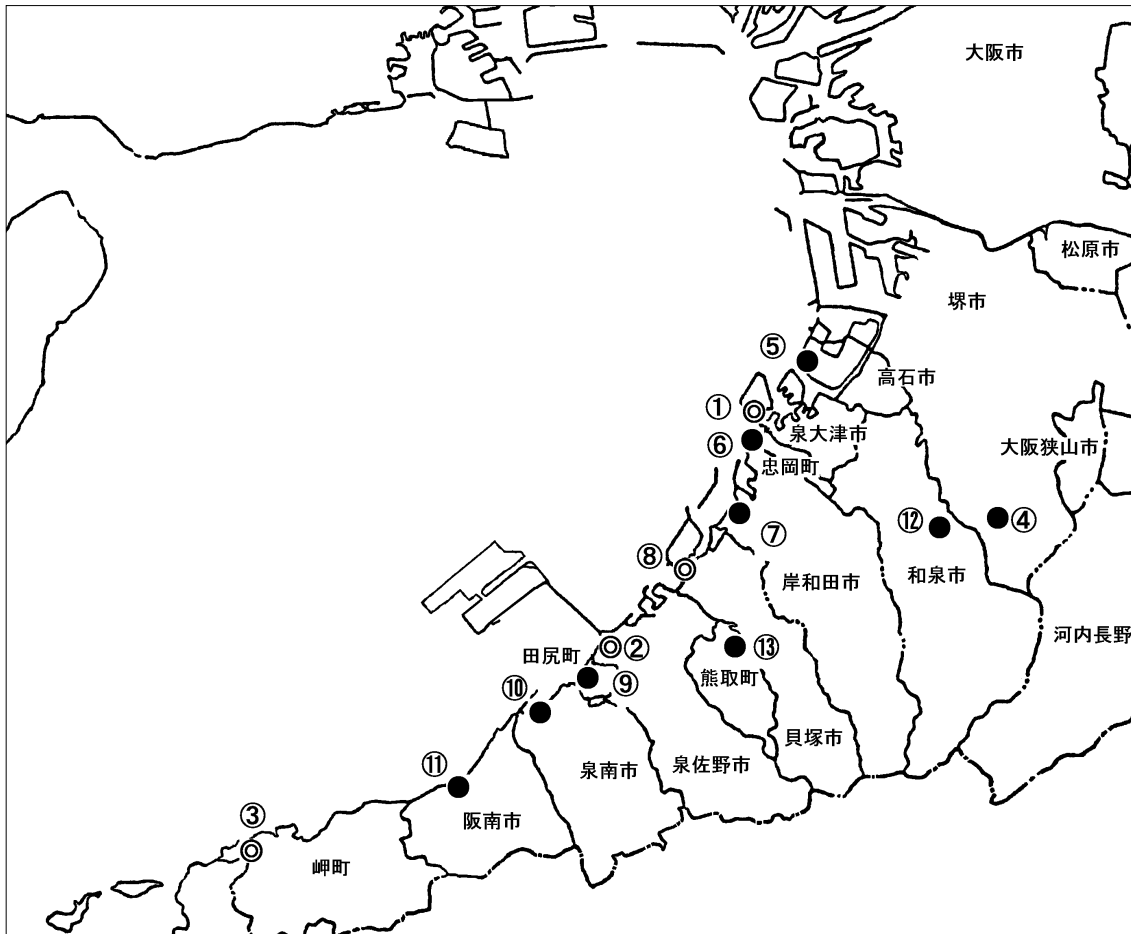 大阪市
松原市
堺市
⑤
高石市
①
泉大津市
⑥
大阪狭山市
忠岡町
⑫
④
⑦
⑧
岸和田市
和泉市
河内長野
②
⑬
田尻町
熊取町
⑨
⑩
貝塚市
泉南市
泉佐野市
⑪
阪南市
③
岬町